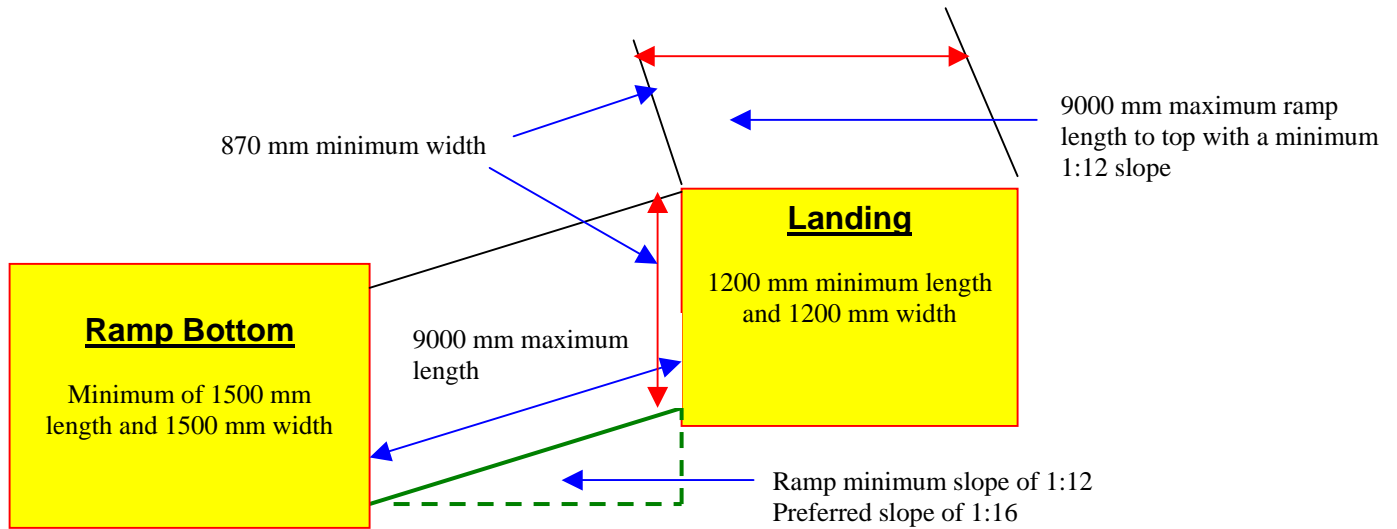 870 mm minimum width
9000 mm maximum ramp
length to top with a minimum
1:12 slope
Landing
1200 mm minimum length
and 1200 mm width
Ramp Bottom
Minimum of 1500 mm
length and 1500 mm width
9000 mm maximum
length
Ramp minimum slope of 1:12
Preferred slope of 1:16